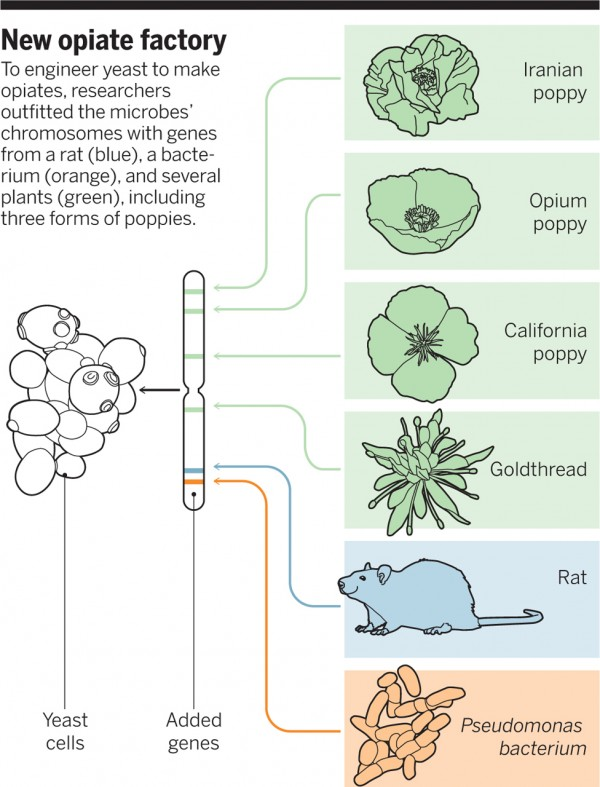 New opiate factory
To engineer yeast to make
opiates, researchers
outfitted the microbes’
chromosomes with genes
from a rat (blue), a bacte-
rium (orange), and several
plants (green), including
three forms of poppies.
Iranian
poppy
Opium
poppy
California
poppy
Goldthread
Rat
Pseudomonas
bacterium
Yeast
cells
Added
genes